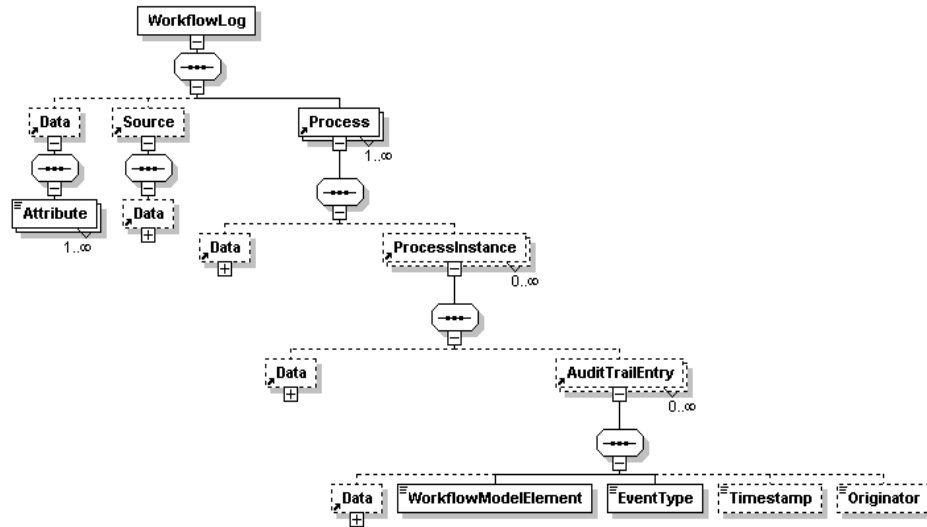 WorkflowLog
Data
Source
Process
1..∞
Attribute
1..∞
Data
Data
ProcessInstance
0..∞
Data
AuditTrailEntry
0..∞
Data
WorkflowModelElement
EventType
Timestamp
Originator